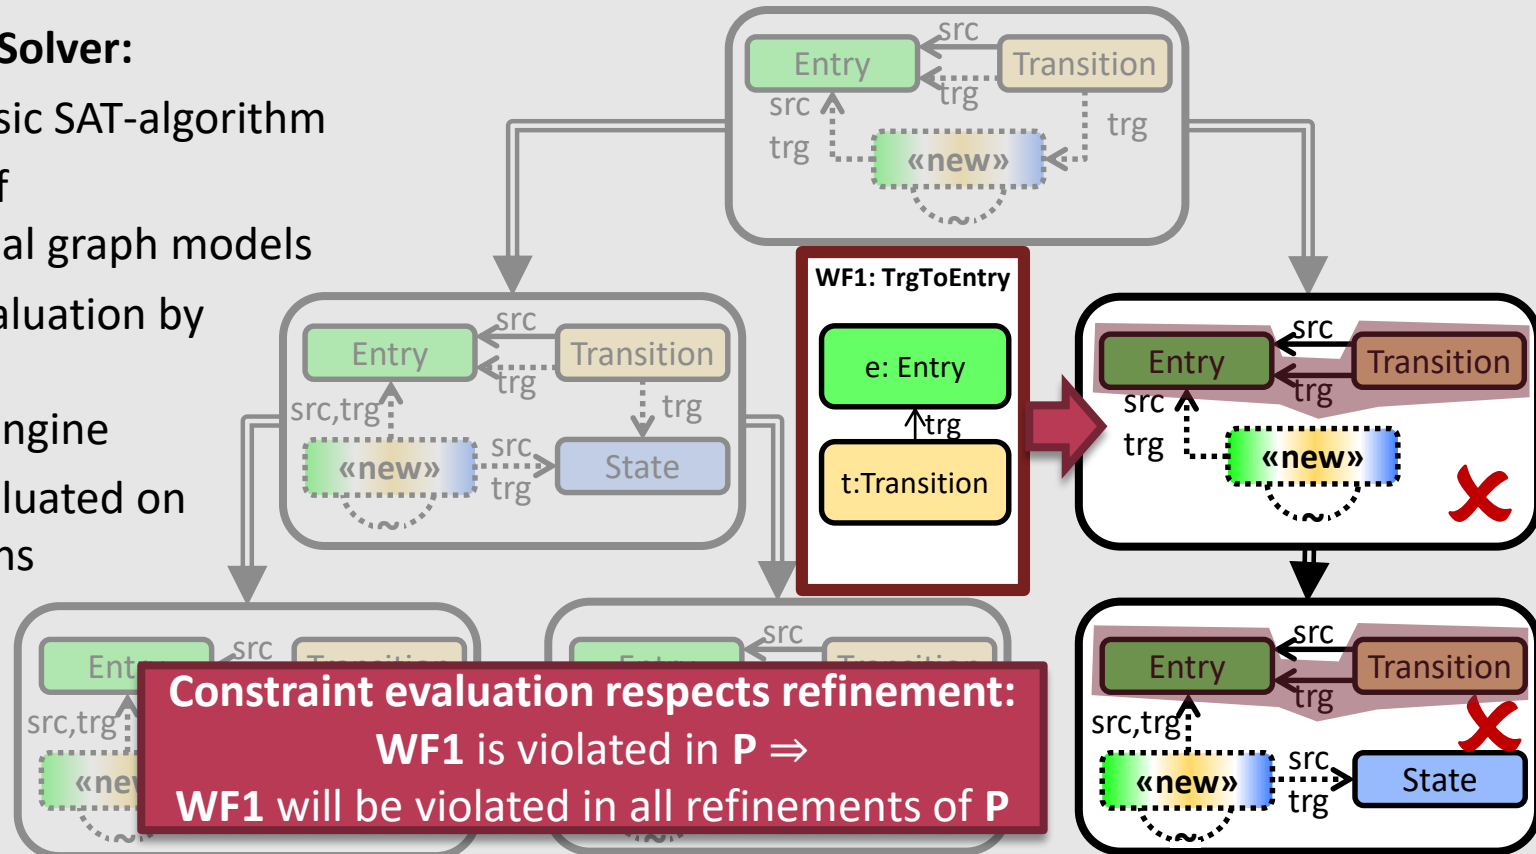 Solver:
sic SAT-algorithm
f
al graph models
aluation by
ngine
luated on
ns
src
Entry
Transition
trg
src
trg
trg
«new»
~
src
Entry
Transition
trg
src,trg
trg
«new»
src
trg
State
~
WF1: TrgToEntry
e: Entry
trg
t:Transition
src
Entry
Transition
trg
src
trg
«new»
~
src
src
src,trg
~
~
Constraint evaluation respects refinement:
WF1 is violated in P ⇒
WF1 will be violated in all refinements of P
src
Entry
Transition
trg
src,trg
«new»
src
trg
State
~